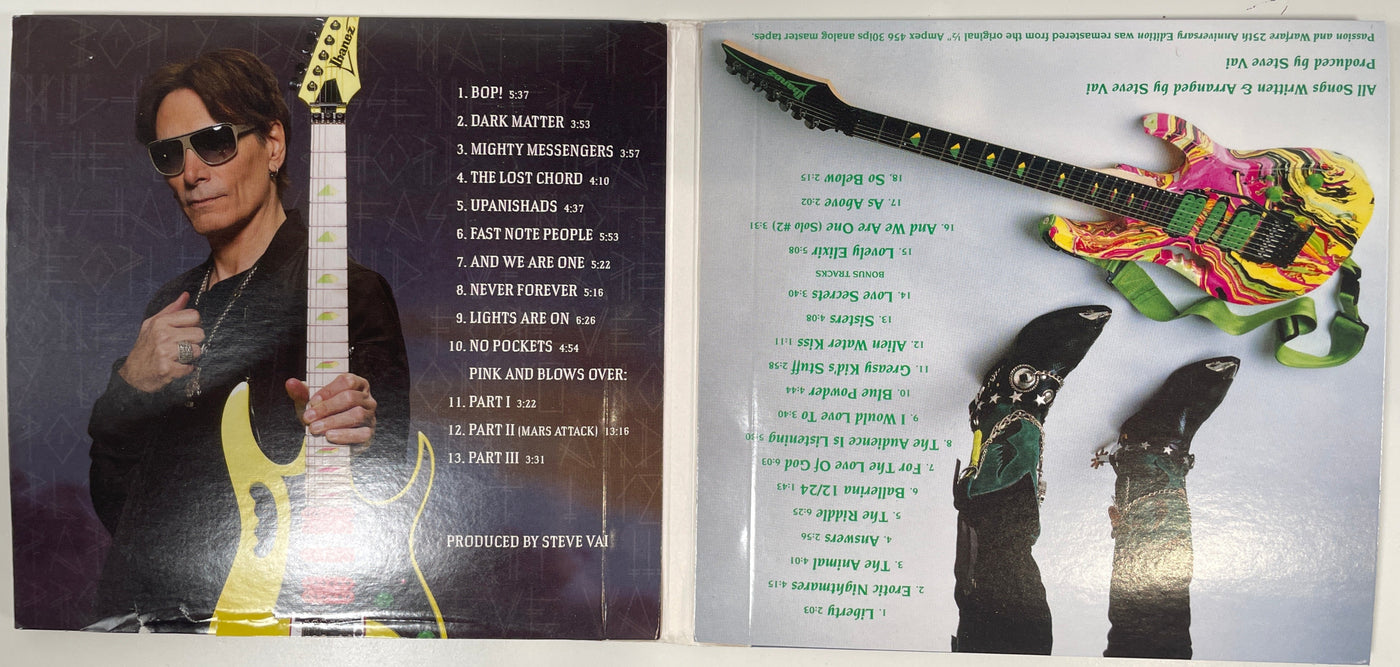 Ibanez
1. BOP! 5:37
2. DARK MATTER 3:53
3. MIGHTY MESSENGERS 3:57
4. THE LOST CHORD 4:10
5. UPANISHADS 4:37
6. FAST NOTE PEOPLE 5:53
7. AND WE ARE ONE 5:22
8. NEVER FOREVER 5:16
9. LIGHTS ARE ON 6:26
10. NO POCKETS 4:54
PINK AND BLOWS OVER:
11. PART I 3:22
12. PART II (MARS ATTACK) 13:16
13. PART III 3:31
PRODUCED BY STEVE VAI
1. Liberty 2:03
2. Erotic Nightmares 4:15
3. The Animal 4:01
4. Answers 2:56
5. The Riddle 6:25
6. Ballerina 12/24 1:43
7. For The Love Of God 6:03
8. The Audience Is Listening 5:30
9. I Would Love To 3:40
10. Blue Powder 4:44
11. Greasy Kid's Stuff 2:58
12. Alien Water Kiss 1:11
13. Sisters 4:08
14. Love Secrets 3:40
BONUS TRACKS
15. Lovely Elixir 5:08
16. And We Are One (Solo #2) 3:31
17. As Above 2:02
18. So Below 2:15
Ibanez
All Songs Written & Arranged by Steve Vai
Produced by Steve Vai
Passion and Warfare 25th Anniversary Edition was remastered from the original ½" Ampex 456 30ips analog master tapes.